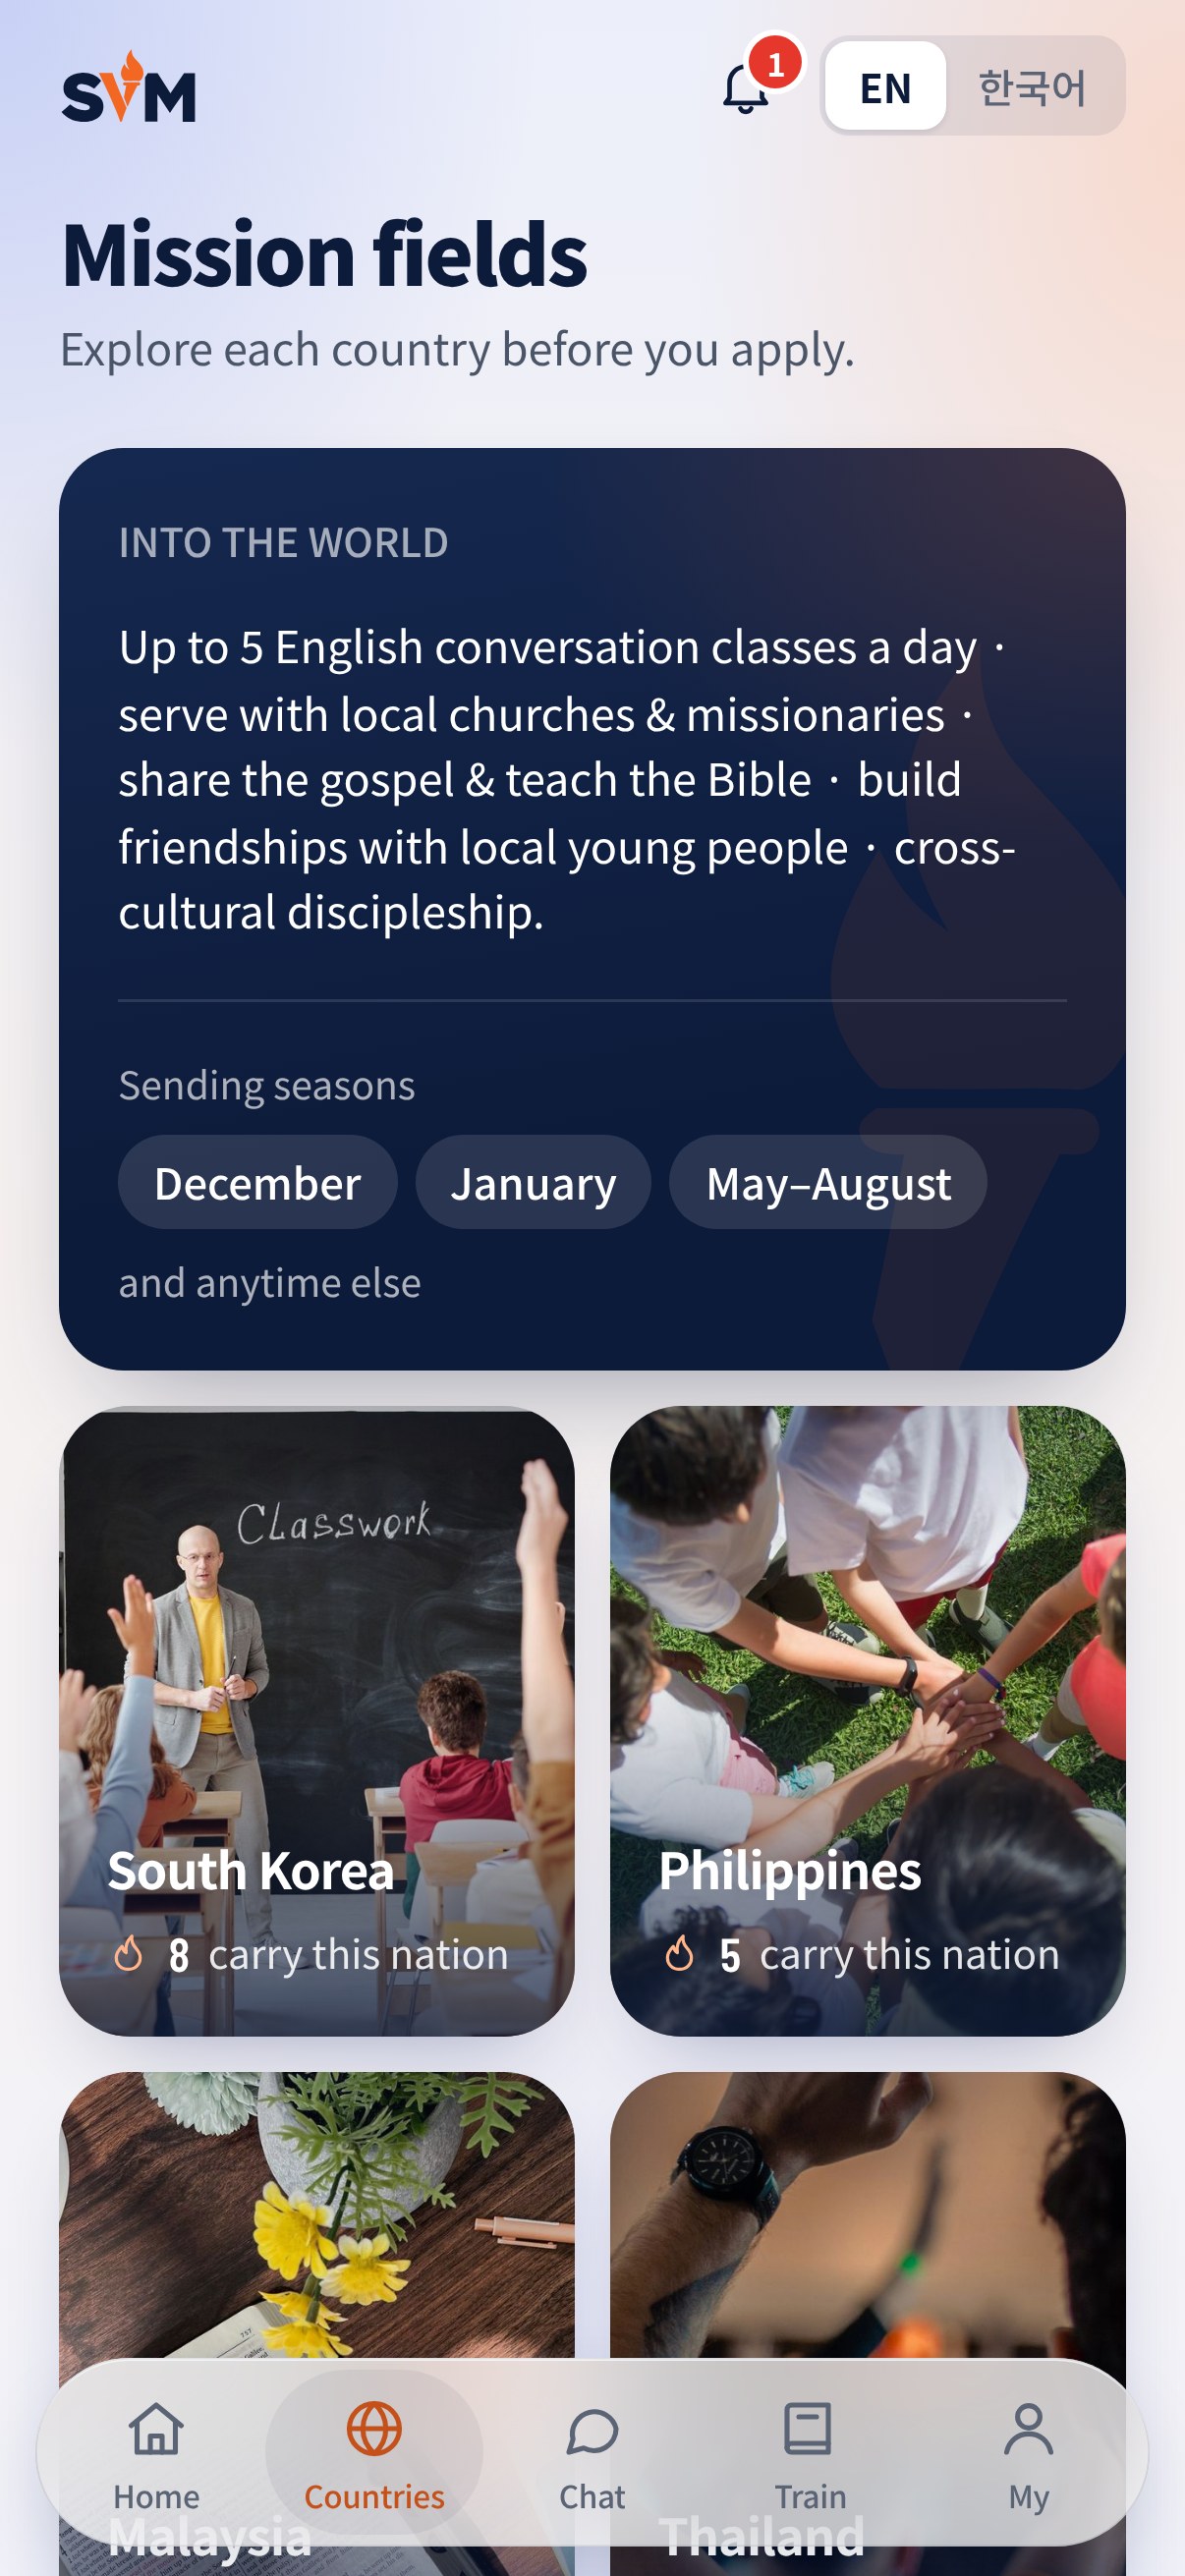 SVM
1
EN
한국어
Mission fields
Explore each country before you apply.
INTO THE WORLD
Up to 5 English conversation classes a day ·
serve with local churches & missionaries ·
share the gospel & teach the Bible · build
friendships with local young people · cross-
cultural discipleship.
Sending seasons
December
January
May–August
and anytime else
Classwork
South Korea
8 carry this nation
Philippines
5 carry this nation
757
Home
Countries
Chat
Train
My
Malaysia
Thailand